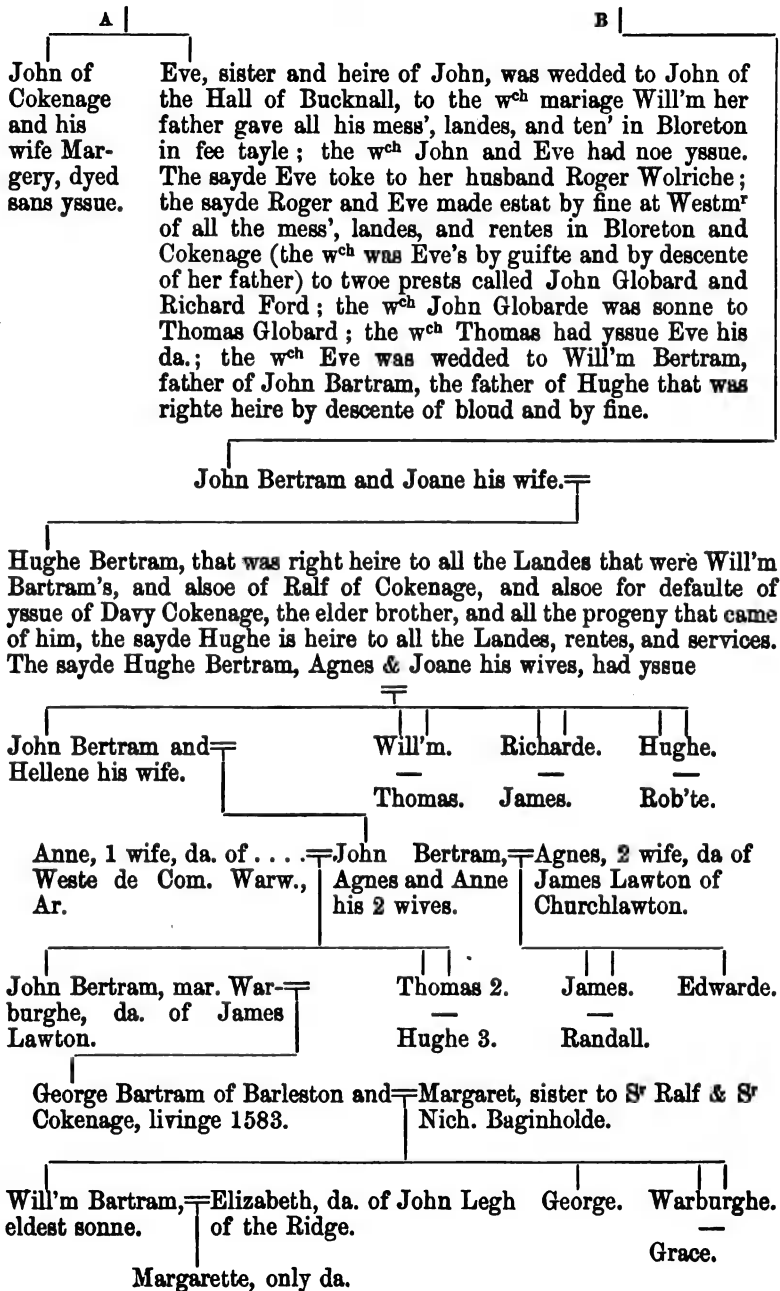 A B
John of
Cokenage
and his
wife Mar-
gery, dyed
sans yssue.
Eve, sister and heire of John, was wedded to John of
the Hall of Bucknall, to the wch mariage Will'm her
father gave all his mess', landes, and ten' in Bloreton
in fee tayle ; the wch John and Eve had noe yssue.
The sayde Eve toke to her husband Roger Wolriche ;
the sayde Roger and Eve made estat by fine at Westmr
of all the mess', landes, and rentes in Bloreton and
Cokenage (the wch was Eve's by guifte and by descente
of her father) to twoe prests called John Globard and
Richard Ford ; the wch John Globarde was sonne to
Thomas Globard ; the wch Thomas had yssue Eve his
da.; the wch Eve was wedded to Will'm Bertram,
father of John Bartram, the father of Hughe that was
righte heire by descente of bloud and by fine.
John Bertram and Joane his wife.
Hughe Bertram, that was right heire to all the Landes that were Will'm
Bartram's, and alsoe of Ralf of Cokenage, and alsoe for defaulte of
yssue of Davy Cokenage, the elder brother, and all the progeny that came
of him, the sayde Hughe is heire to all the Landes, rentes, and services.
The sayde Hughe Bertram, Agnes & Joane his wives, had yssue
John Bertram and
Hellene his wife.
Will'm.
—
Thomas.
Richarde.
—
James.
Hughe.
—
Rob'te.
Anne, 1 wife, da. of . . . .
Weste de Com. Warw.,
Ar.
John Bertram,
Agnes and Anne
his 2 wives.
Agnes, 2 wife, da of
James Lawton of
Churchlawton.
John Bertram, mar. War-
burghe, da. of James
Lawton.
Thomas 2.
—
Hughe 3.
James.
—
Randall.
Edwarde.
George Bartram of Barleston and
Cokenage, livinge 1583.
Margaret, sister to Sr Ralf & Sr
Nich. Baginholde.
Will'm Bartram,
eldest sonne.
Elizabeth, da. of John Legh
of the Ridge.
George.
Warburghe.
—
Grace.
Margarette, only da.